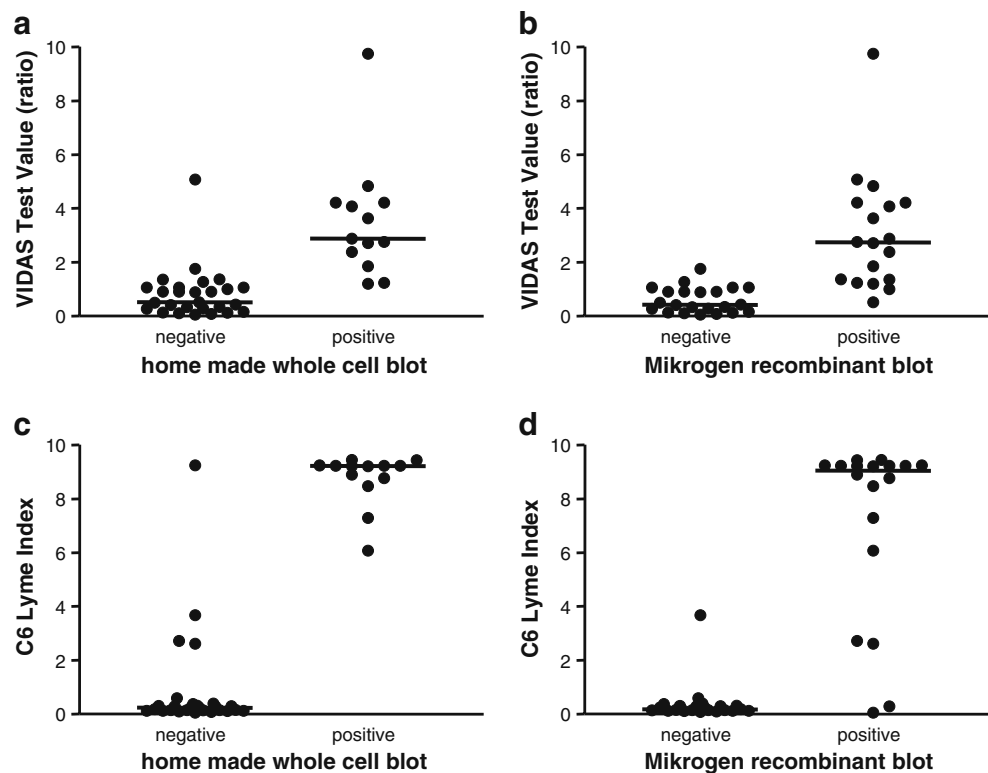 a
VIDAS Test Value (ratio)
10
8
6
4
2
0
negative positive
home made whole cell blot
b
VIDAS Test Value (ratio)
10
8
6
4
2
0
negative positive
Mikrogen recombinant blot
c
C6 Lyme Index
10
8
6
4
2
0
negative positive
home made whole cell blot
d
C6 Lyme Index
10
8
6
4
2
0
negative positive
Mikrogen recombinant blot